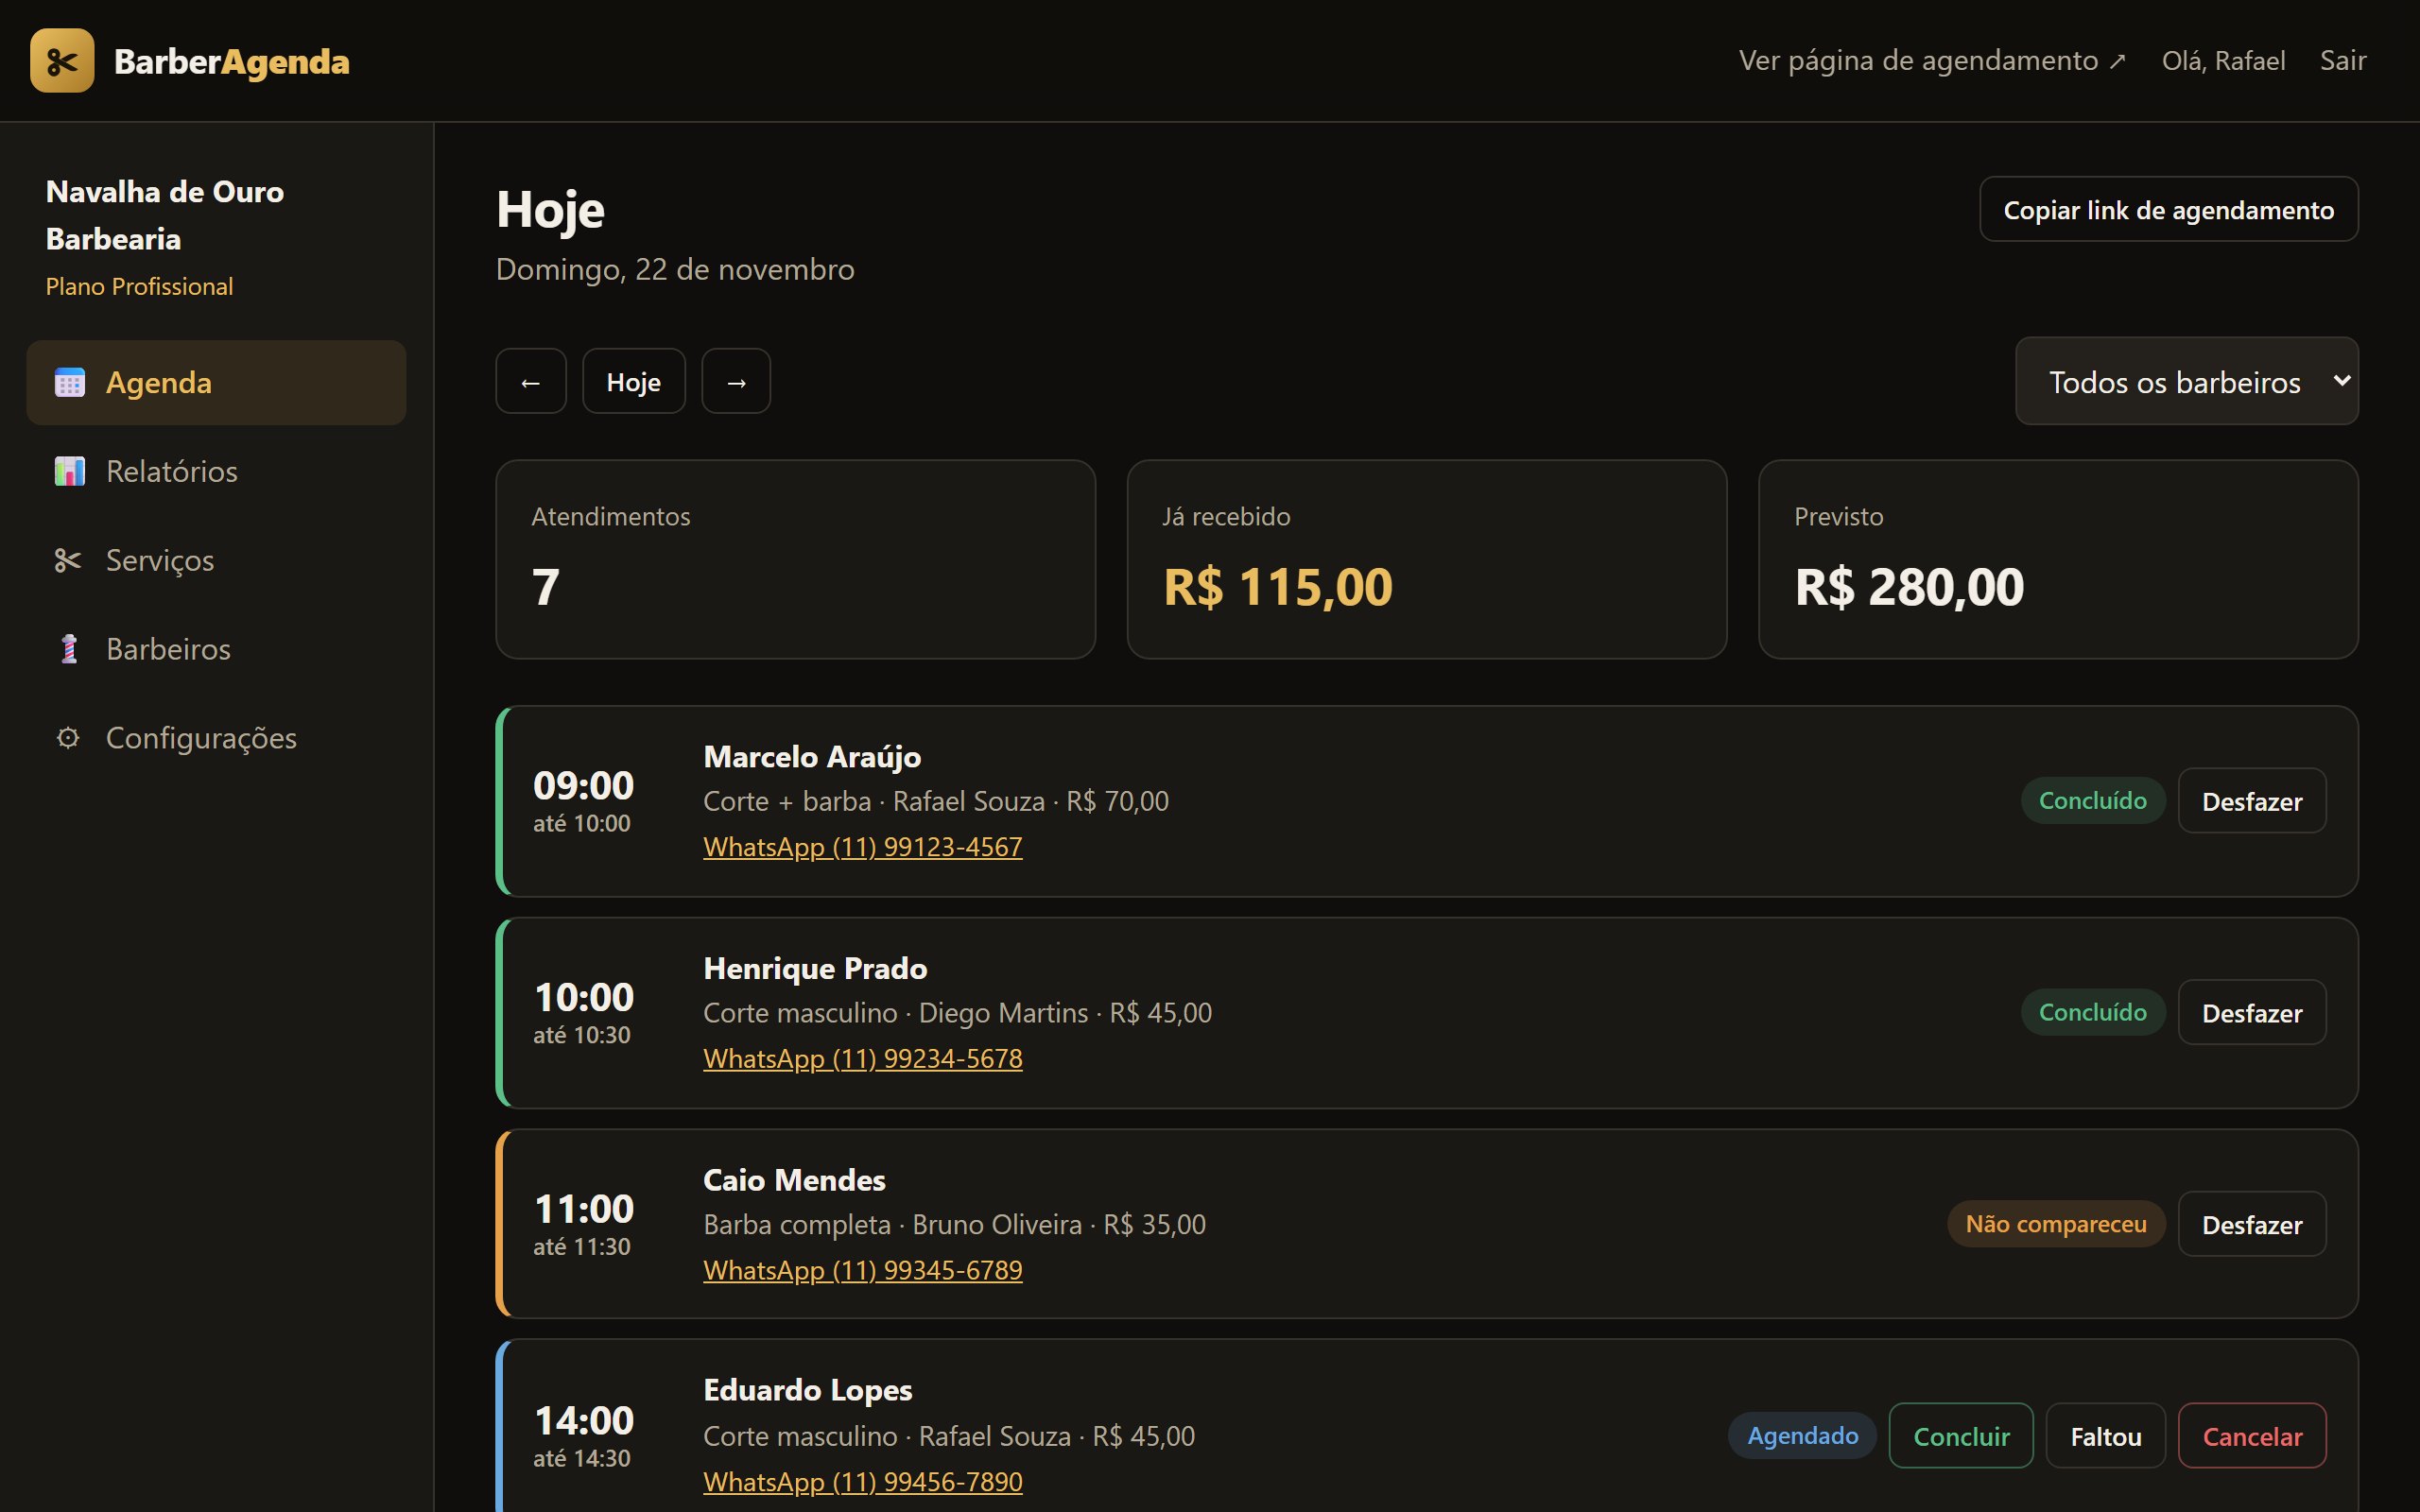 BarberAgenda
Ver página de agendamento ↗ Olá, Rafael Sair
Navalha de Ouro
Barbearia
Plano Profissional
Agenda
Relatórios
Serviços
Barbeiros
Configurações
Hoje
Domingo, 22 de novembro
Copiar link de agendamento
← Hoje →
Todos os barbeiros
Atendimentos
7
Já recebido
R$ 115,00
Previsto
R$ 280,00
09:00
até 10:00
Marcelo Araújo
Corte + barba · Rafael Souza · R$ 70,00
WhatsApp (11) 99123-4567
Concluído Desfazer
10:00
até 10:30
Henrique Prado
Corte masculino · Diego Martins · R$ 45,00
WhatsApp (11) 99234-5678
Concluído Desfazer
11:00
até 11:30
Caio Mendes
Barba completa · Bruno Oliveira · R$ 35,00
WhatsApp (11) 99345-6789
Não compareceu Desfazer
14:00
até 14:30
Eduardo Lopes
Corte masculino · Rafael Souza · R$ 45,00
WhatsApp (11) 99456-7890
Agendado Concluir Faltou Cancelar